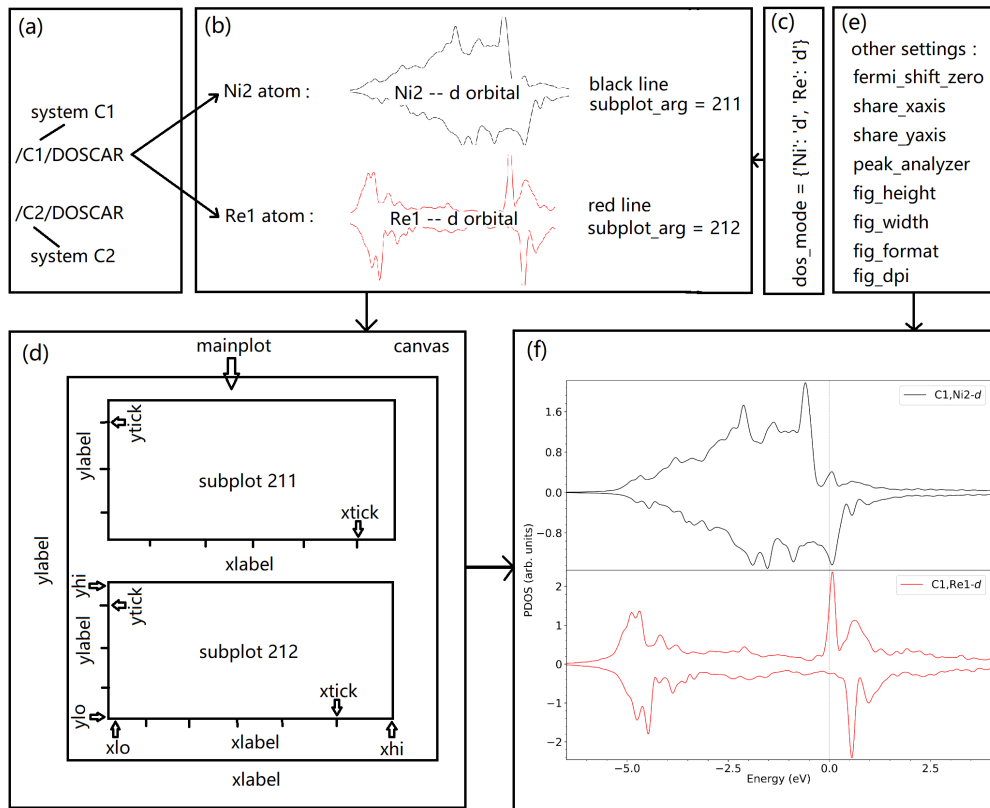 (a)
system C1
/C1/DOSCAR
/C2/DOSCAR
system C2
(b)
Ni2 atom :
Ni2 -- d orbital
black line
subplot_arg = 211
Re1 atom :
Re1 -- d orbital
red line
subplot_arg = 212
(c)
dos_mode = {'Ni': 'd', 'Re': 'd'}
(e)
other settings :
fermi_shift_zero
share_xaxis
share_yaxis
peak_analyzer
fig_height
fig_width
fig_format
fig_dpi
(d)
mainplot
canvas
ylabel
ylabel
ytick
subplot 211
xtick
xlabel
yhi
ytick
ylabel
subplot 212
xtick
ylo
xlo
xlabel
xhi
xlabel
(f)
C1,Ni2-d
1.6
0.8
0.0
−0.8
PDOS (arb. units)
C1,Re1-d
2
1
0
−1
−2
−5.0
−2.5
0.0
2.5
Energy (eV)